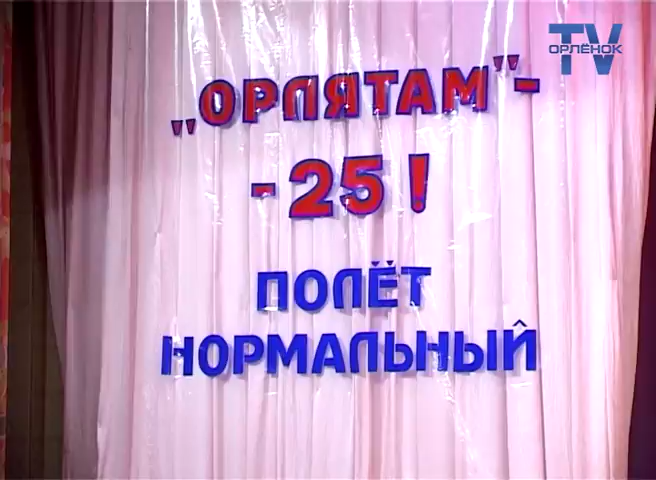 TV
ОРЛЁНОК
"ОРЛЯТАМ"-
- 25 !
ПОЛЁТ
НОРМАЛЬНЫЙ